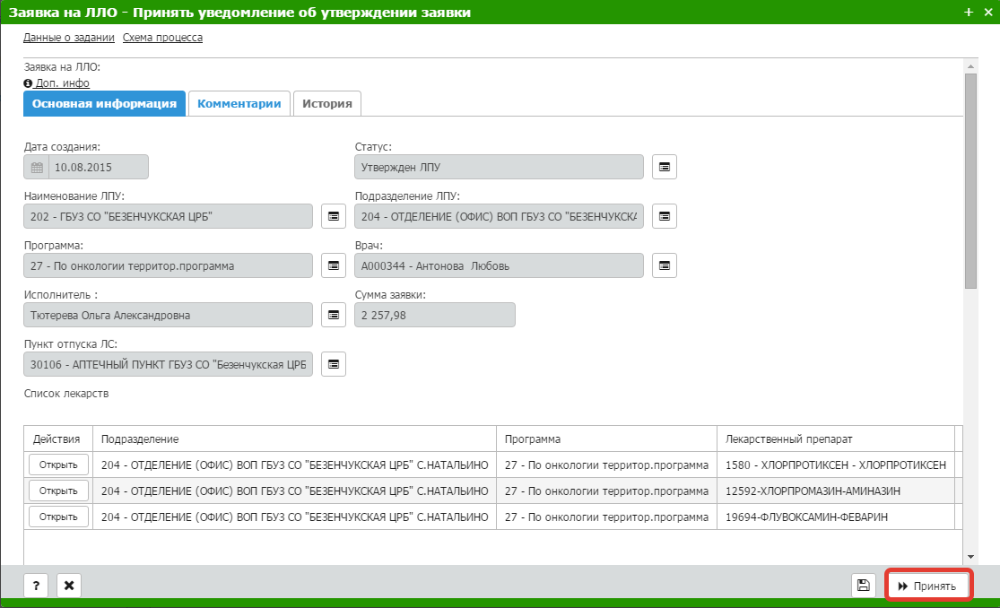 Заявка на ЛЛО - Принять уведомление об утверждении заявки
Данные о задании Схема процесса
Заявка на ЛЛО:
Доп. инфо
Основная информация Комментарии История
Дата создания: Статус:
10.08.2015 Утвержден ЛПУ
Наименование ЛПУ: Подразделение ЛПУ:
202 - ГБУЗ СО "БЕЗЕНЧУКСКАЯ ЦРБ" 204 - ОТДЕЛЕНИЕ (ОФИС) ВОП ГБУЗ СО "БЕЗЕНЧУКСКА
Программа: Врач:
27 - По онкологии территор.программа А000344 - Антонова Любовь
Исполнитель : Сумма заявки:
Тютерева Ольга Александровна 2 257,98
Пункт отпуска ЛС:
30106 - АПТЕЧНЫЙ ПУНКТ ГБУЗ СО "Безенчукская ЦРБ
Список лекарств
Действия Подразделение Программа Лекарственный препарат
Открыть 204 - ОТДЕЛЕНИЕ (ОФИС) ВОП ГБУЗ СО "БЕЗЕНЧУКСКАЯ ЦРБ" С.НАТАЛЬИНО 27 - По онкологии территор.программа 1580 - ХЛОРПРОТИКСЕН - ХЛОРПРОТИКСЕН
Открыть 204 - ОТДЕЛЕНИЕ (ОФИС) ВОП ГБУЗ СО "БЕЗЕНЧУКСКАЯ ЦРБ" С.НАТАЛЬИНО 27 - По онкологии территор.программа 12592-ХЛОРПРОМАЗИН-АМИНАЗИН
Открыть 204 - ОТДЕЛЕНИЕ (ОФИС) ВОП ГБУЗ СО "БЕЗЕНЧУКСКАЯ ЦРБ" С.НАТАЛЬИНО 27 - По онкологии территор.программа 19694-ФЛУВОКСАМИН-ФЕВАРИН
? Принять